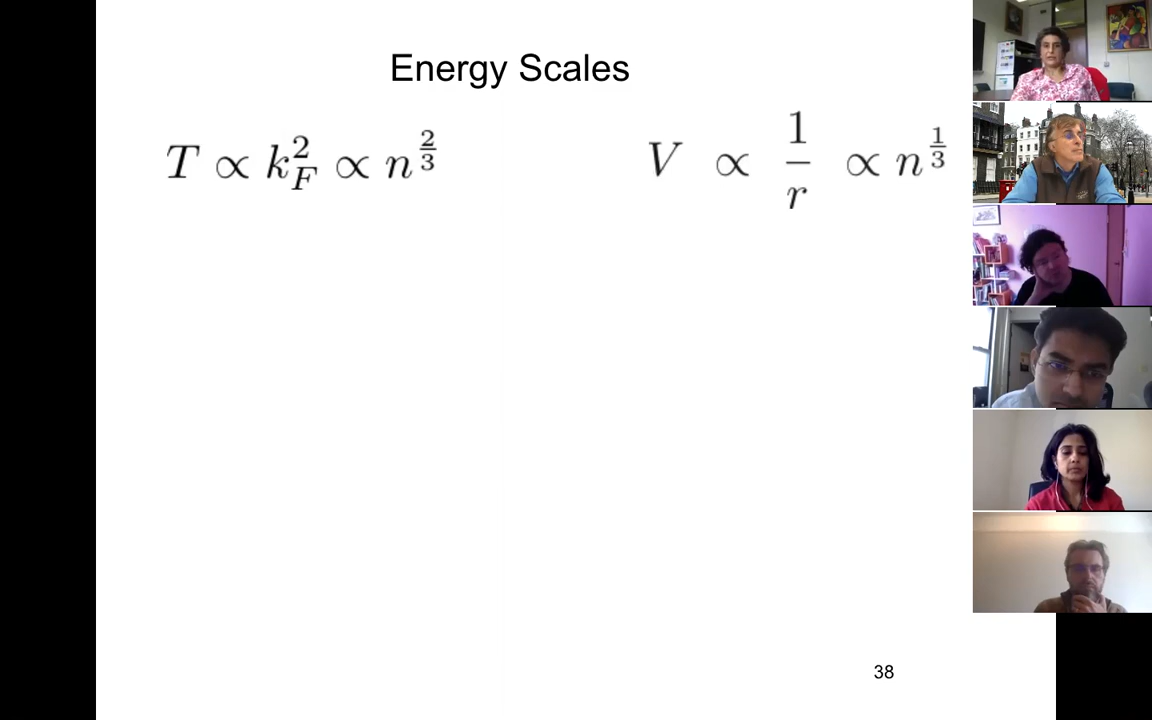 Energy Scales
T ∝ k_F^2 ∝ n^{2/3}
V ∝ 1/r ∝ n^{1/3}
38